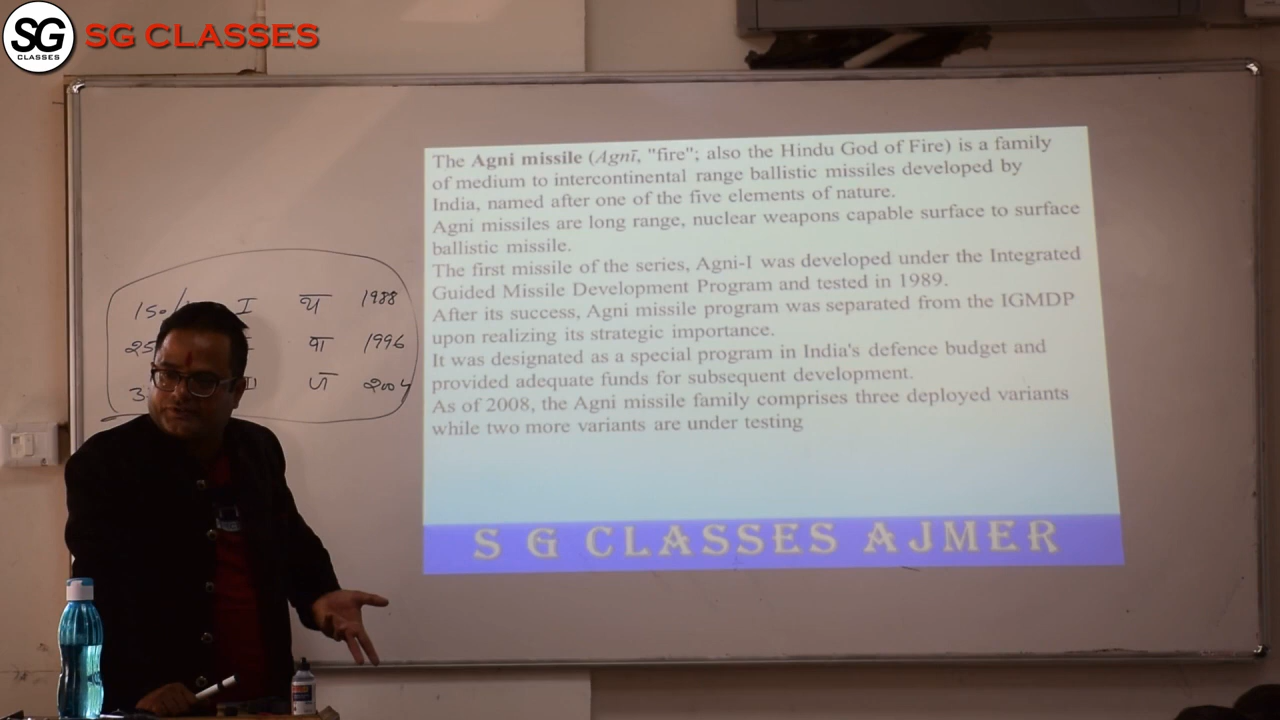 SG
CLASSES
SG CLASSES
The Agni missile (Agnī, "fire"; also the Hindu God of Fire) is a family
of medium to intercontinental range ballistic missiles developed by
India, named after one of the five elements of nature.
Agni missiles are long range, nuclear weapons capable surface to surface
ballistic missile.
The first missile of the series, Agni-I was developed under the Integrated
Guided Missile Development Program and tested in 1989.
After its success, Agni missile program was separated from the IGMDP
upon realizing its strategic importance.
It was designated as a special program in India's defence budget and
provided adequate funds for subsequent development.
As of 2008, the Agni missile family comprises three deployed variants
while two more variants are under testing
S G CLASSES AJMER
I थ 1988
पा 1996
2004